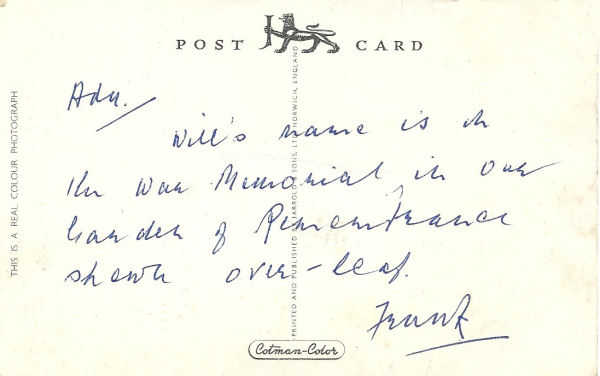 POST CARD
Ada.
Will's name is on
the War Memorial, in our
Garden of Remembrance
shewn over-leaf.
Frank
THIS IS A REAL COLOUR PHOTOGRAPH
PRINTED AND PUBLISHED BY JARROLD & SONS, LTD. NORWICH, ENGLAND
Cotman-Color